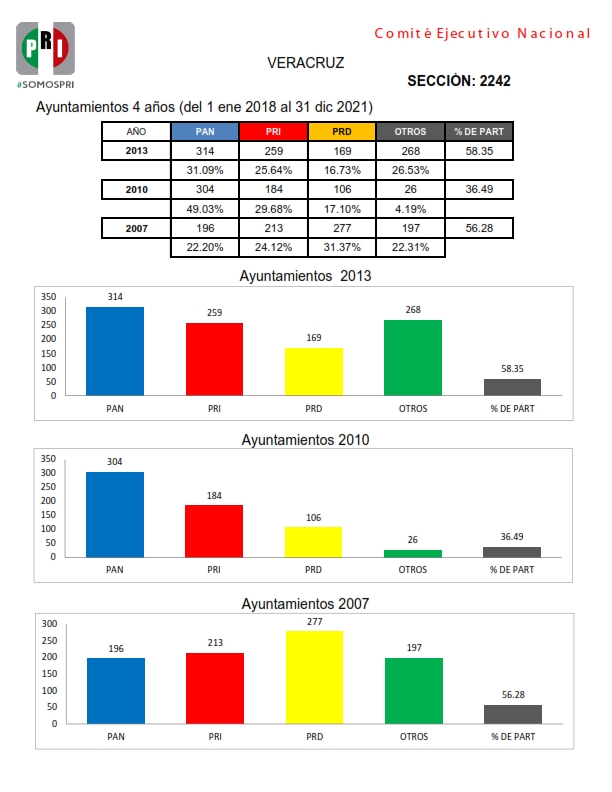 PRI
Comité Ejecutivo Nacional
#SOMOSPRI
VERACRUZ
SECCIÓN: 2242
Ayuntamientos 4 años (del 1 ene 2018 al 31 dic 2021)
AÑO PAN PRI PRD OTROS % DE PART
2013 314 259 169 268 58.35
31.09% 25.64% 16.73% 26.53%
2010 304 184 106 26 36.49
49.03% 29.68% 17.10% 4.19%
2007 196 213 277 197 56.28
22.20% 24.12% 31.37% 22.31%
Ayuntamientos 2013
350
300
250
200
150
100
50
0
314 259 169 268 58.35
PAN PRI PRD OTROS % DE PART
Ayuntamientos 2010
350
300
250
200
150
100
50
0
304 184 106 26 36.49
PAN PRI PRD OTROS % DE PART
Ayuntamientos 2007
300
250
200
150
100
50
0
196 213 277 197 56.28
PAN PRI PRD OTROS % DE PART